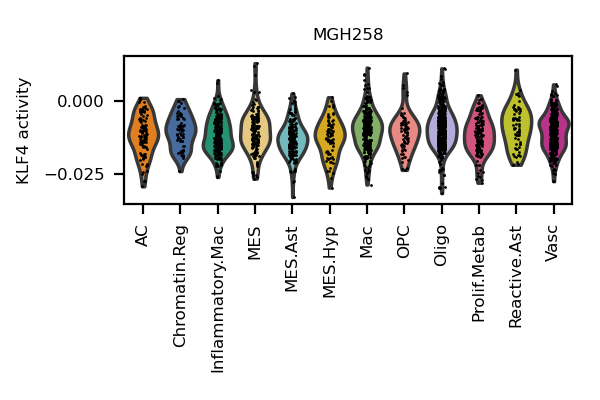 MGH258
KLF4 activity
0.000
−0.025
AC
Chromatin.Reg
Inflammatory.Mac
MES
MES.Ast
MES.Hyp
Mac
OPC
Oligo
Prolif.Metab
Reactive.Ast
Vasc